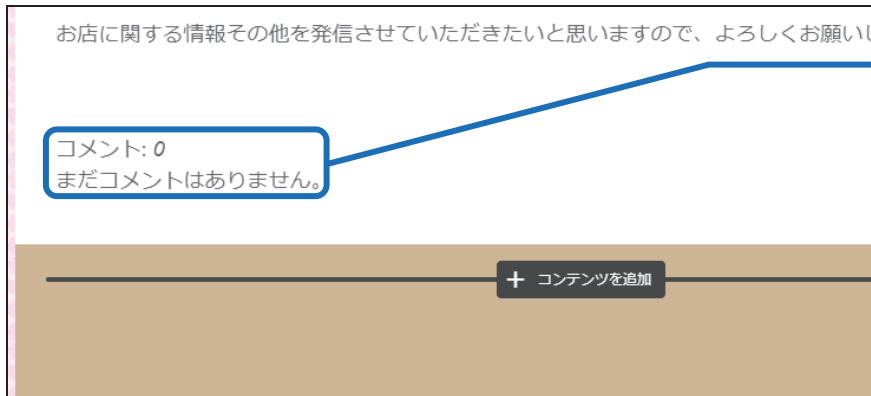 お店に関する情報その他を発信させていただきたいと思いますので、よろしくお願いし
コメント: 0
まだコメントはありません。
+ コンテンツを追加